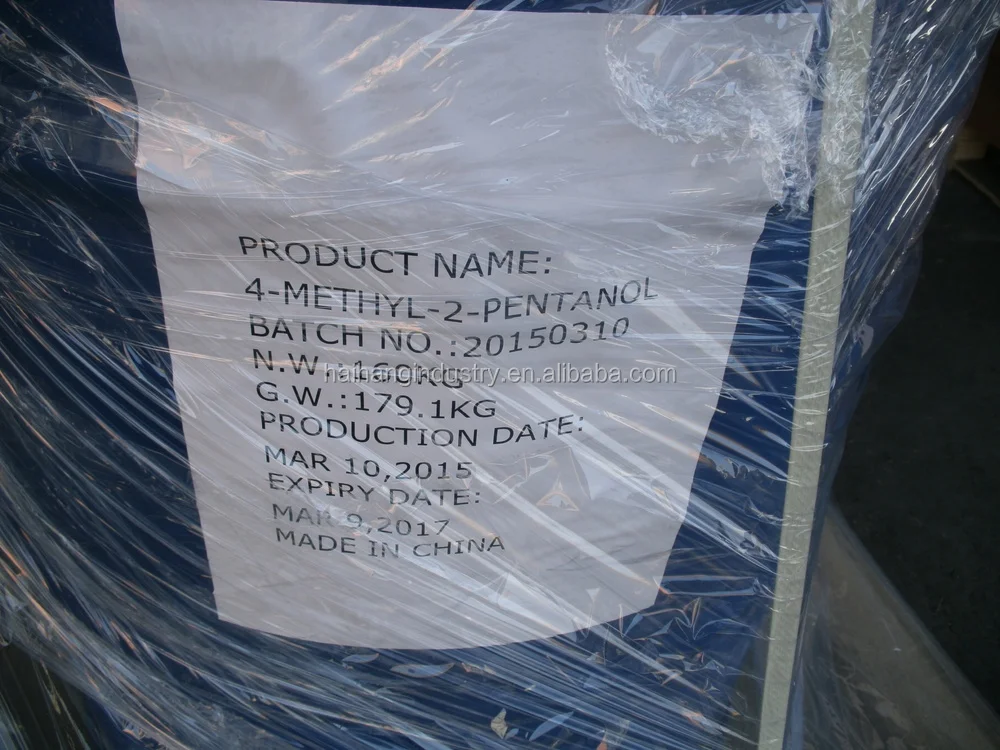 PRODUCT NAME:
4-METHYL-2-PENTANOL
BATCH NO.:20150310
N.W.:
haihangindustry.en.alibaba.com
G.W.:179.1KG
PRODUCTION DATE:
MAR 10,2015
EXPIRY DATE:
MAR 9,2017
MADE IN CHINA